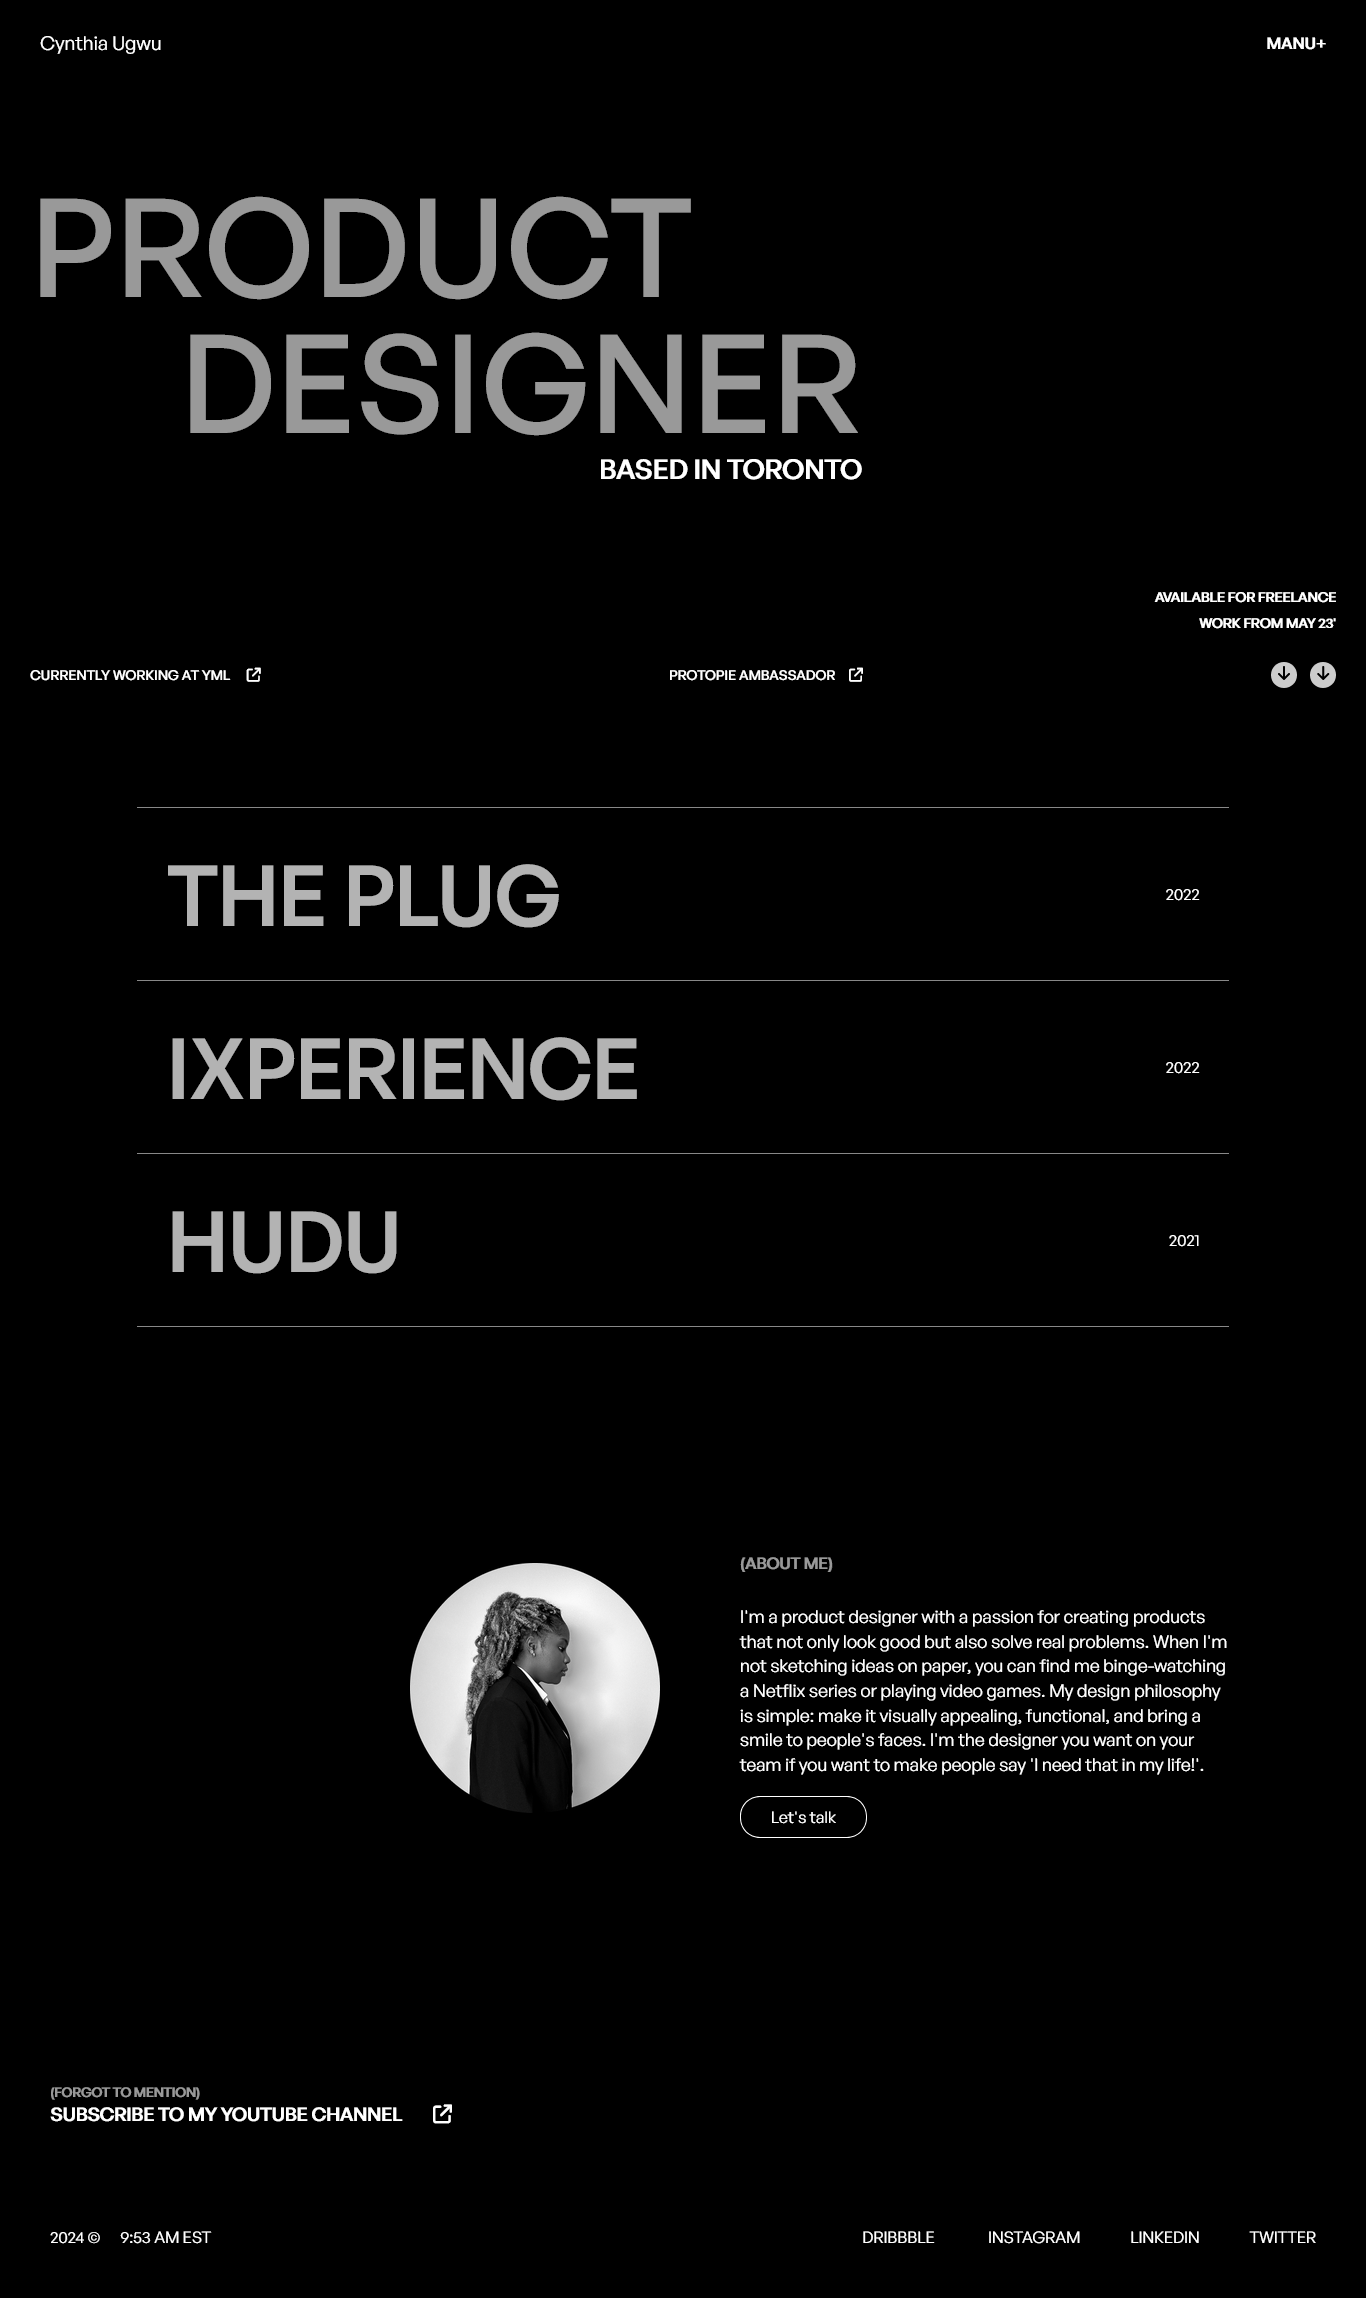 Cynthia Ugwu
MANU+
PRODUCT
DESIGNER
BASED IN TORONTO
AVAILABLE FOR FREELANCE
WORK FROM MAY 23'
CURRENTLY WORKING AT YML
PROTOPIE AMBASSADOR
THE PLUG
2022
IXPERIENCE
2022
HUDU
2021
(ABOUT ME)
I'm a product designer with a passion for creating products
that not only look good but also solve real problems. When I'm
not sketching ideas on paper, you can find me binge-watching
a Netflix series or playing video games. My design philosophy
is simple: make it visually appealing, functional, and bring a
smile to people's faces. I'm the designer you want on your
team if you want to make people say 'I need that in my life!'.
Let's talk
(FORGOT TO MENTION)
SUBSCRIBE TO MY YOUTUBE CHANNEL
2024 © 9:53 AM EST
DRIBBBLE INSTAGRAM LINKEDIN TWITTER